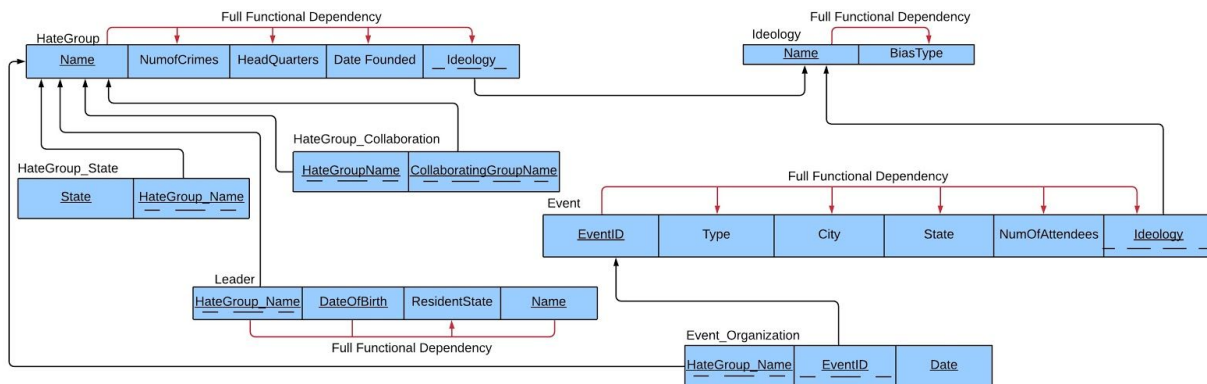 Full Functional Dependency
HateGroup
Name NumofCrimes HeadQuarters Date Founded Ideology
Full Functional Dependency
Ideology
Name BiasType
HateGroup_Collaboration
HateGroupName CollaboratingGroupName
HateGroup_State
State HateGroup_Name
Full Functional Dependency
Event
EventID Type City State NumOfAttendees Ideology
Leader
HateGroup_Name DateOfBirth ResidentState Name
Full Functional Dependency
Event_Organization
HateGroup_Name EventID Date